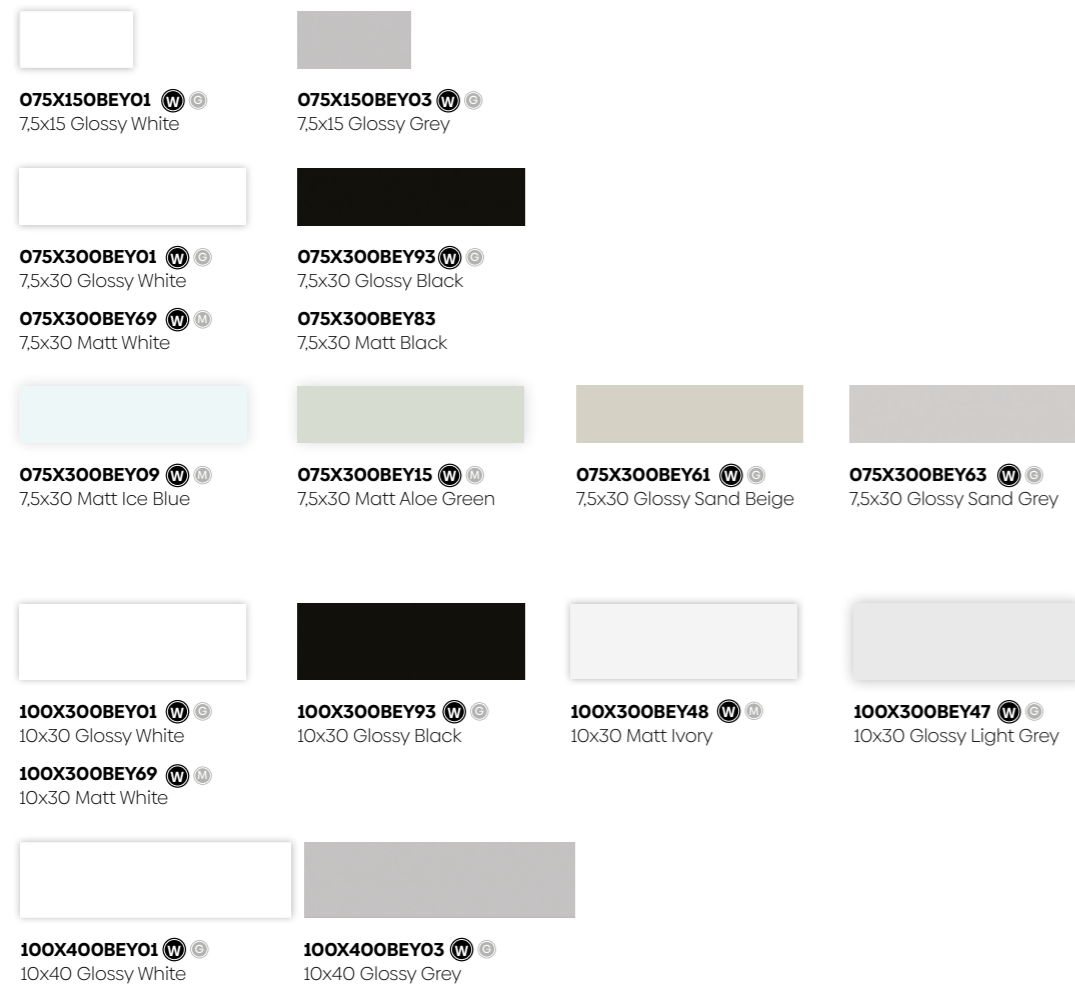 075X150BEY01 W G
7,5x15 Glossy White
075X150BEY03 W G
7,5x15 Glossy Grey
075X300BEY01 W G
7,5x30 Glossy White
075X300BEY93 W G
7,5x30 Glossy Black
075X300BEY69 W M
7,5x30 Matt White
075X300BEY83
7,5x30 Matt Black
075X300BEY09 W M
7,5x30 Matt Ice Blue
075X300BEY15 W M
7,5x30 Matt Aloe Green
075X300BEY61 W G
7,5x30 Glossy Sand Beige
075X300BEY63 W G
7,5x30 Glossy Sand Grey
100X300BEY01 W G
10x30 Glossy White
100X300BEY93 W G
10x30 Glossy Black
100X300BEY48 W M
10x30 Matt Ivory
100X300BEY47 W G
10x30 Glossy Light Grey
100X300BEY69 W M
10x30 Matt White
100X400BEY01 W G
10x40 Glossy White
100X400BEY03 W G
10x40 Glossy Grey